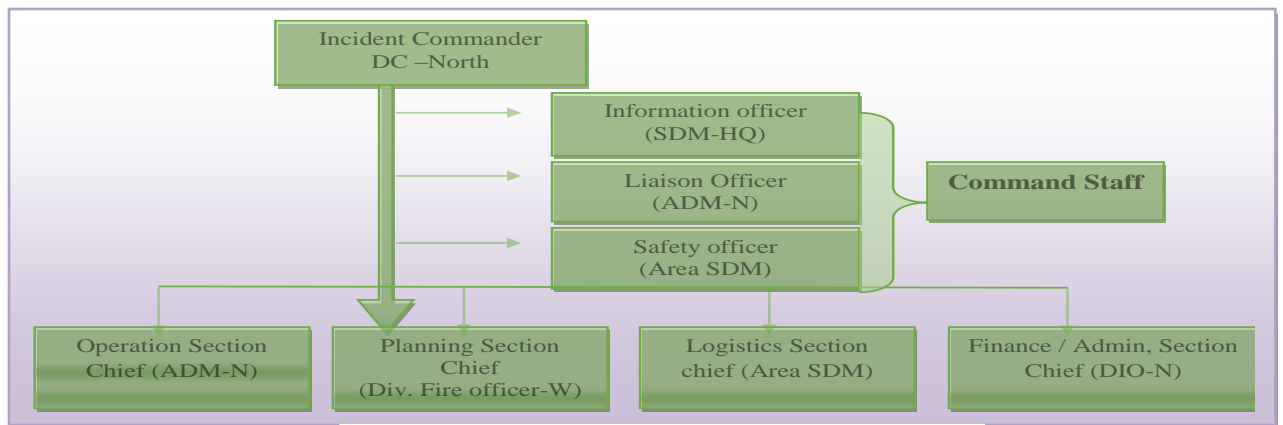 Incident Commander
DC –North
Information officer
(SDM-HQ)
Liaison Officer
(ADM-N)
Safety officer
(Area SDM)
Command Staff
Operation Section
Chief (ADM-N)
Planning Section
Chief
(Div. Fire officer-W)
Logistics Section
chief (Area SDM)
Finance / Admin, Section
Chief (DIO-N)